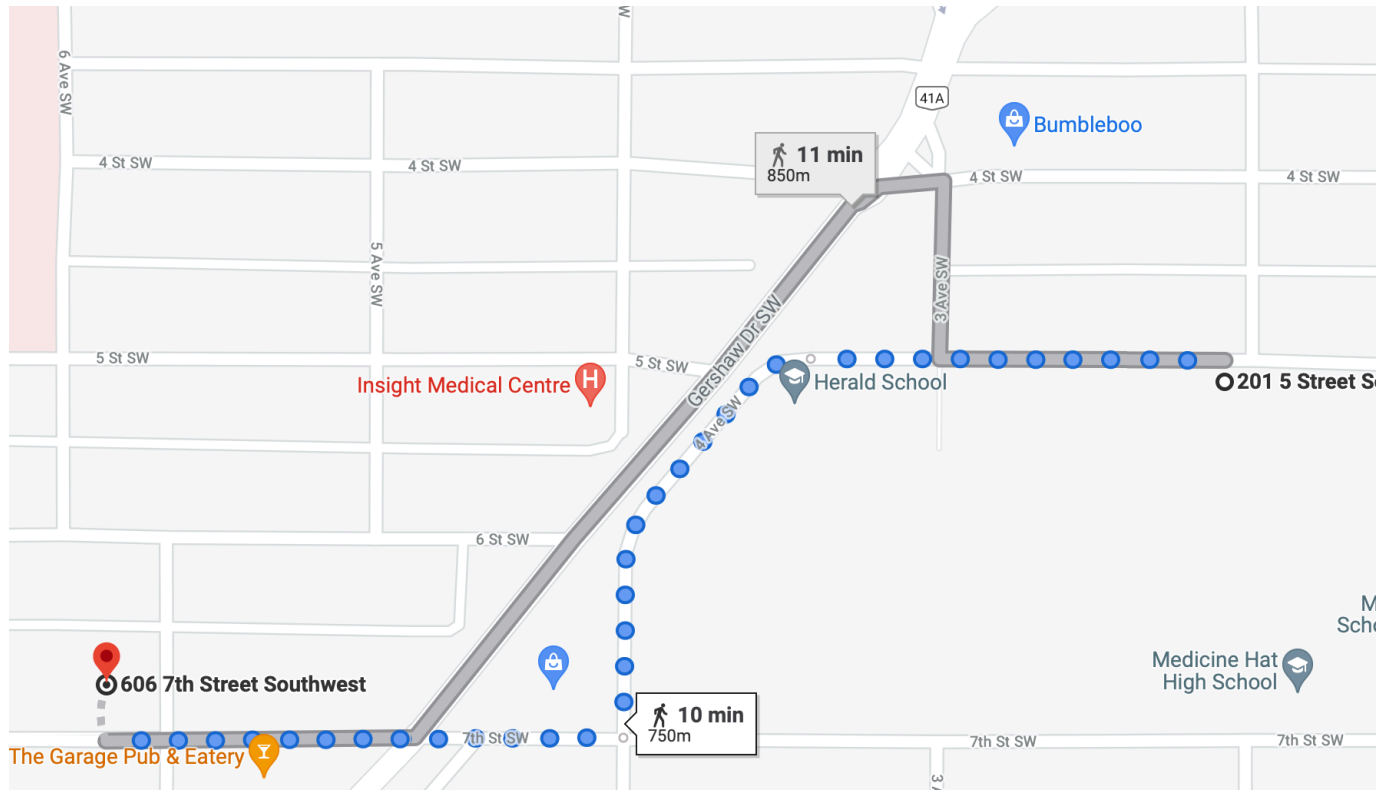 W
6 Ave SW
41A
Bumbleboo
11 min
850m
4 St SW
4 St SW
4 St SW
4 St SW
5 Ave SW
3 Ave SW
Gershaw Dr SW
5 St SW
5 St SW
Insight Medical Centre
H
Herald School
201 5 Street S
4 Ave SW
6 St SW
M
Scho
Medicine Hat
High School
606 7th Street Southwest
10 min
750m
7th St SW
7th St SW
7th St SW
The Garage Pub & Eatery